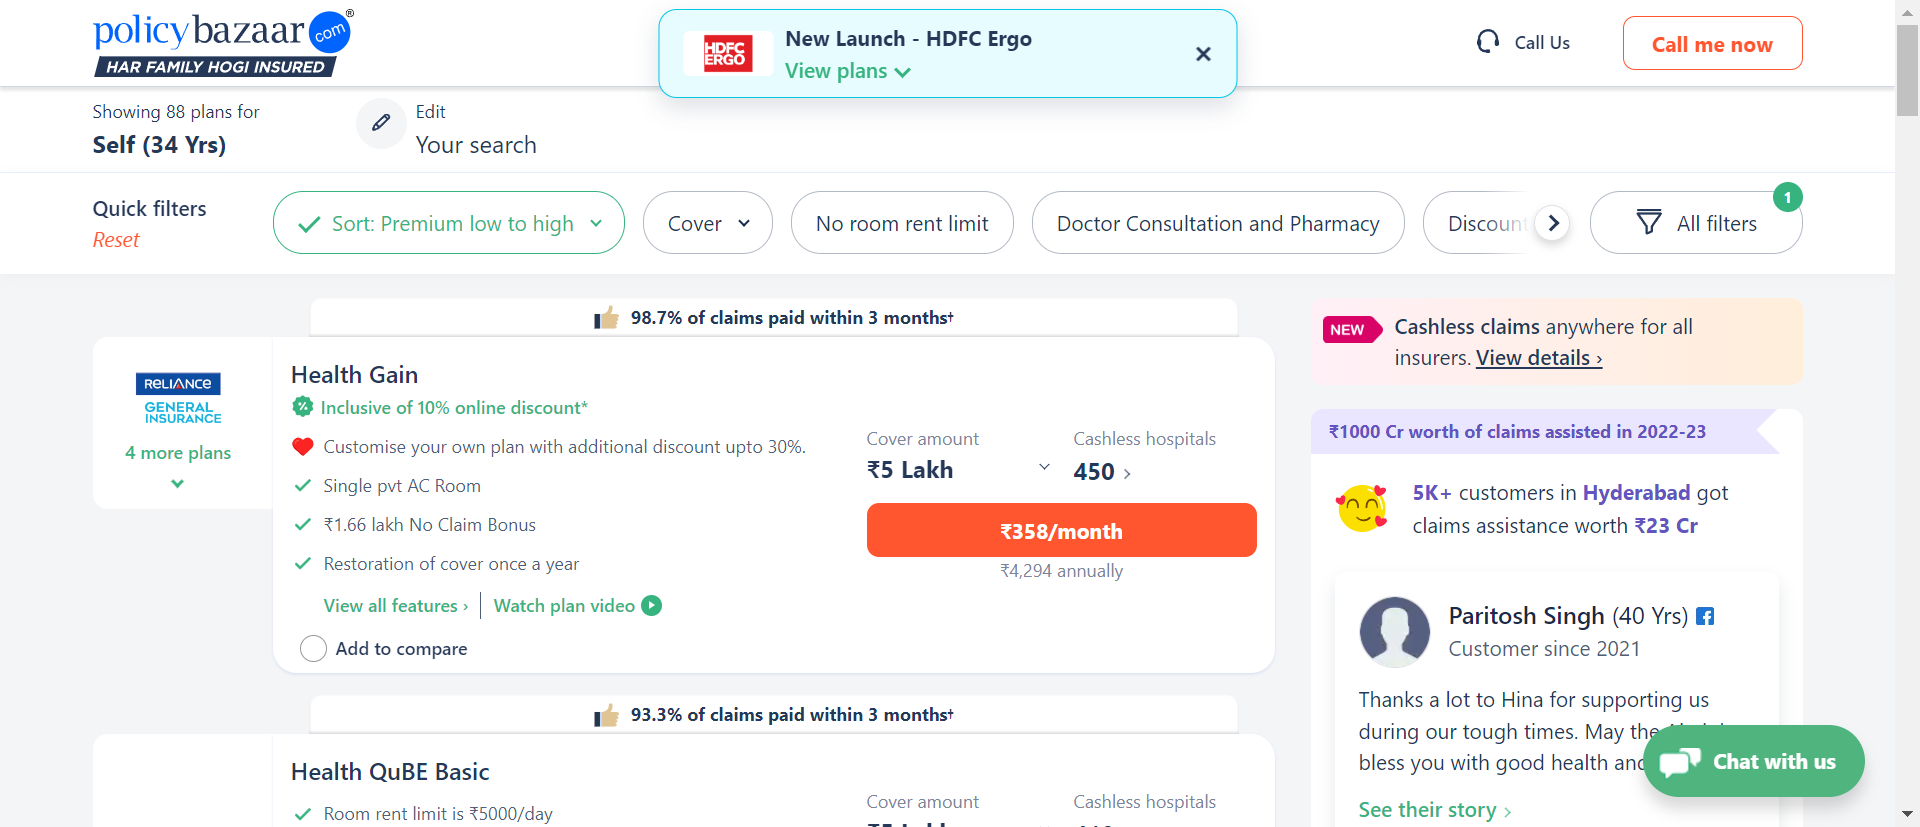 policybazaar.com®
HAR FAMILY HOGI INSURED
HDFC
ERGO
New Launch - HDFC Ergo
View plans
Call Us
Call me now
Showing 88 plans for
Self (34 Yrs)
Edit
Your search
Quick filters
Reset
Sort: Premium low to high
Cover
No room rent limit
Doctor Consultation and Pharmacy
Discount
All filters
1
98.7% of claims paid within 3 months†
RELIANCE
GENERAL
INSURANCE
4 more plans
Health Gain
Inclusive of 10% online discount*
Customise your own plan with additional discount upto 30%.
Single pvt AC Room
₹1.66 lakh No Claim Bonus
Restoration of cover once a year
View all features ›
Watch plan video
Add to compare
Cover amount
₹5 Lakh
Cashless hospitals
450 ›
₹358/month
₹4,294 annually
NEW
Cashless claims anywhere for all
insurers. View details ›
₹1000 Cr worth of claims assisted in 2022-23
5K+ customers in Hyderabad got
claims assistance worth ₹23 Cr
Paritosh Singh (40 Yrs)
Customer since 2021
Thanks a lot to Hina for supporting us
during our tough times. May the
bless you with good health and
See their story ›
Chat with us
93.3% of claims paid within 3 months†
Health QuBE Basic
Room rent limit is ₹5000/day
Cover amount
Cashless hospitals
₹5 Lakh